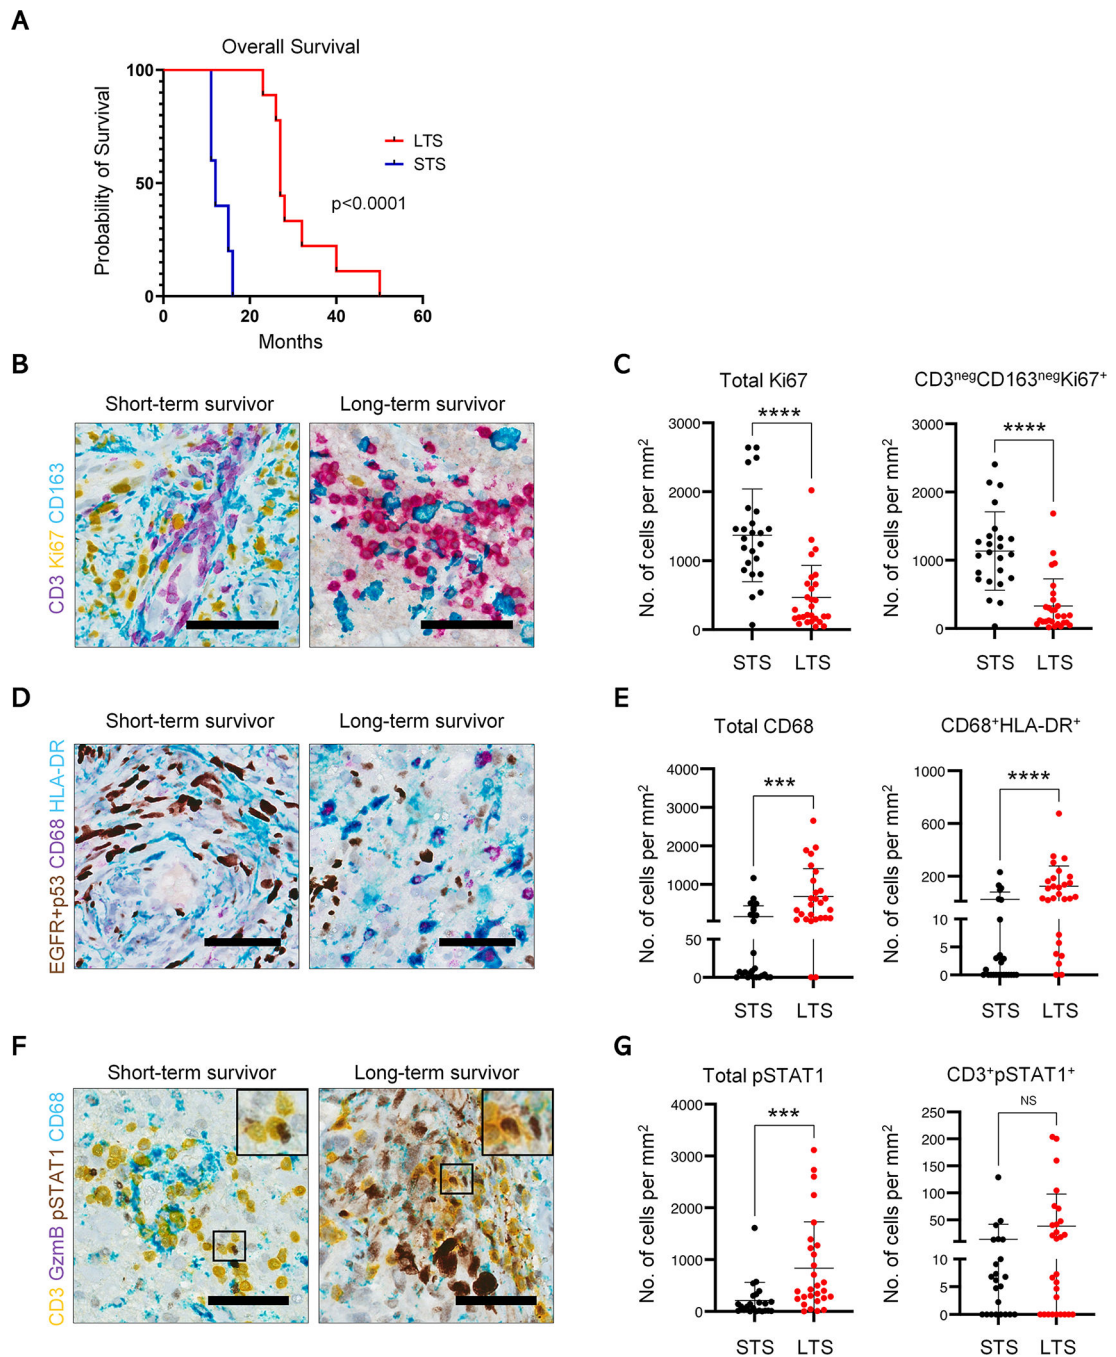 A
Overall Survival
Probability of Survival
100
50
0
0 20 40 60
Months
LTS
STS
p<0.0001
B
Short-term survivor Long-term survivor
CD3 Ki67 CD163
C
Total Ki67
CD3negCD163negKi67+
No. of cells per mm2
3000
2000
1000
0
****
STS LTS
No. of cells per mm2
3000
2000
1000
0
****
STS LTS
D
Short-term survivor Long-term survivor
EGFR+p53 CD68 HLA-DR
E
Total CD68
CD68+HLA-DR+
No. of cells per mm2
4000
3000
2000
1000
50
0
***
STS LTS
No. of cells per mm2
1000
600
200
10
5
0
****
STS LTS
F
Short-term survivor Long-term survivor
CD3 GzmB pSTAT1 CD68
G
Total pSTAT1
CD3+pSTAT1+
No. of cells per mm2
4000
3000
2000
1000
0
***
STS LTS
No. of cells per mm2
250
200
150
100
50
10
5
0
NS
STS LTS